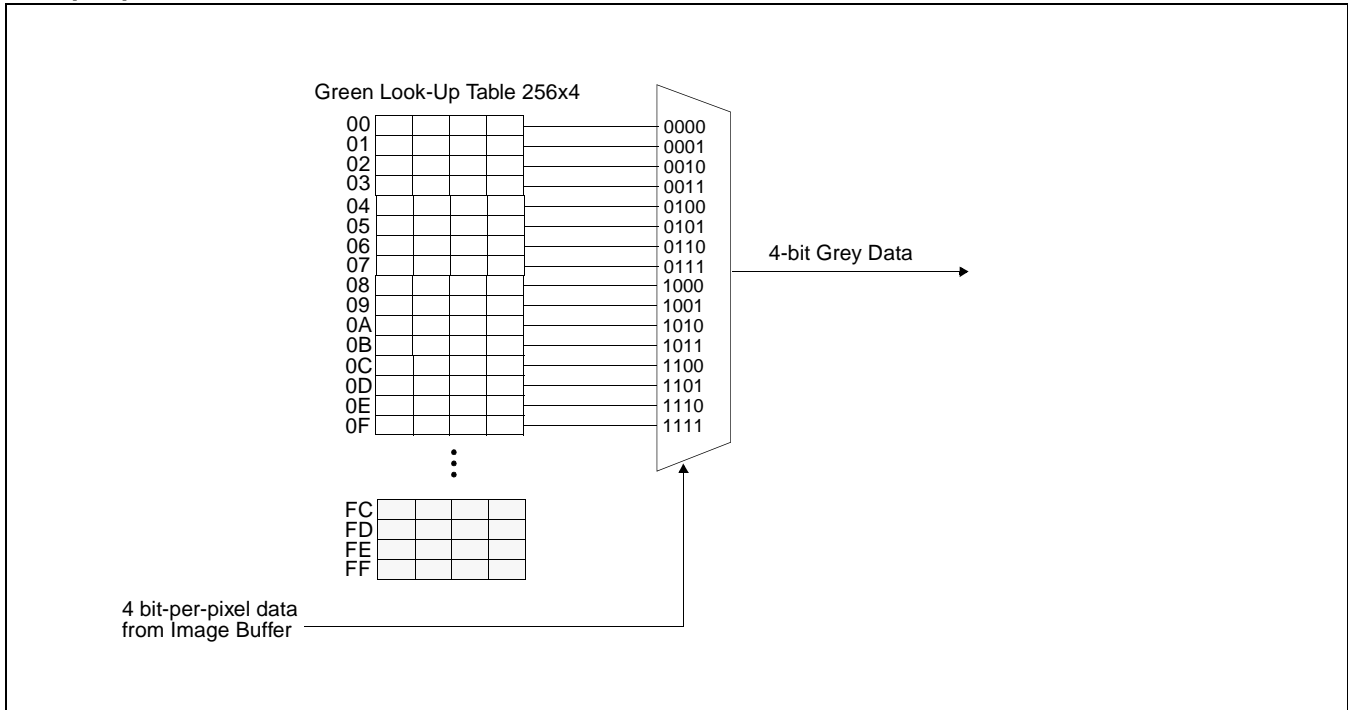 Green Look-Up Table 256x4
00 0000
01 0001
02 0010
03 0011
04 0100
05 0101
06 0110
07 0111
08 1000
09 1001
0A 1010
0B 1011
0C 1100
0D 1101
0E 1110
0F 1111
4-bit Grey Data
FC
FD
FE
FF
4 bit-per-pixel data
from Image Buffer